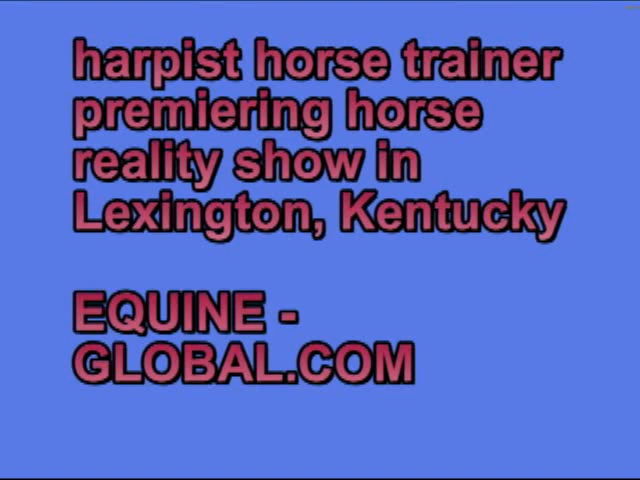 harpist horse trainer
premiering horse
reality show in
Lexington, Kentucky
EQUINE -
GLOBAL.COM